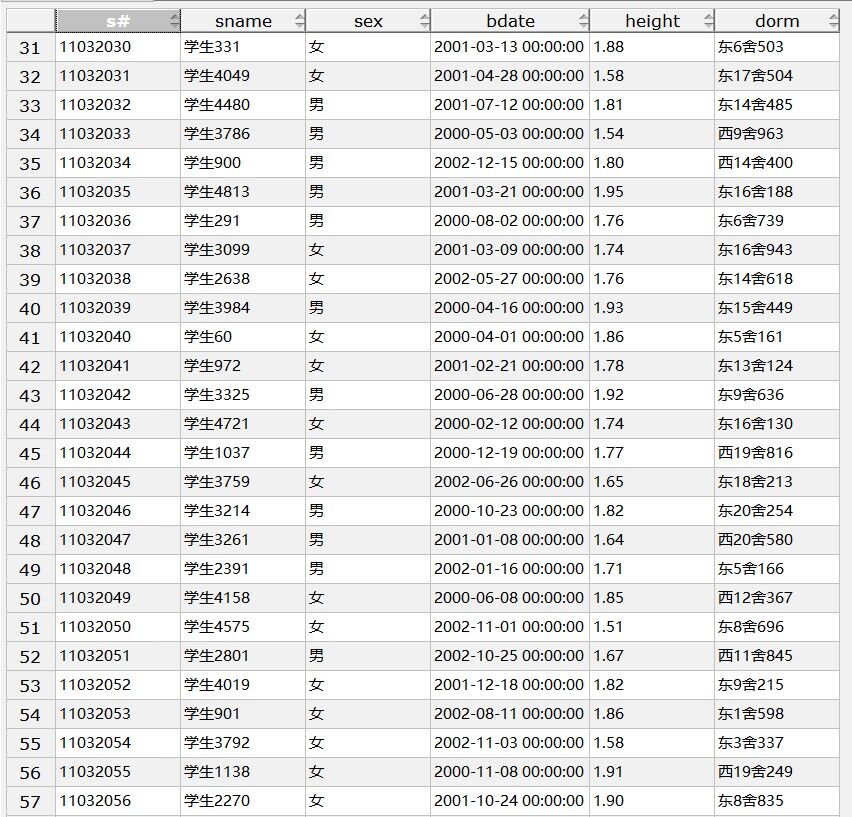 s# sname sex bdate height dorm
31 11032030 学生331 女 2001-03-13 00:00:00 1.88 东6舍503
32 11032031 学生4049 女 2001-04-28 00:00:00 1.58 东17舍504
33 11032032 学生4480 男 2001-07-12 00:00:00 1.81 东14舍485
34 11032033 学生3786 男 2000-05-03 00:00:00 1.54 西9舍963
35 11032034 学生900 男 2002-12-15 00:00:00 1.80 西14舍400
36 11032035 学生4813 男 2001-03-21 00:00:00 1.95 东16舍188
37 11032036 学生291 男 2000-08-02 00:00:00 1.76 东6舍739
38 11032037 学生3099 女 2001-03-09 00:00:00 1.74 东16舍943
39 11032038 学生2638 女 2002-05-27 00:00:00 1.76 东14舍618
40 11032039 学生3984 男 2000-04-16 00:00:00 1.93 东15舍449
41 11032040 学生60 女 2000-04-01 00:00:00 1.86 东5舍161
42 11032041 学生972 女 2001-02-21 00:00:00 1.78 东13舍124
43 11032042 学生3325 男 2000-06-28 00:00:00 1.92 东9舍636
44 11032043 学生4721 女 2000-02-12 00:00:00 1.74 东16舍130
45 11032044 学生1037 男 2000-12-19 00:00:00 1.77 西19舍816
46 11032045 学生3759 女 2002-06-26 00:00:00 1.65 东18舍213
47 11032046 学生3214 男 2000-10-23 00:00:00 1.82 东20舍254
48 11032047 学生3261 男 2001-01-08 00:00:00 1.64 西20舍580
49 11032048 学生2391 男 2002-01-16 00:00:00 1.71 东5舍166
50 11032049 学生4158 女 2000-06-08 00:00:00 1.85 西12舍367
51 11032050 学生4575 女 2002-11-01 00:00:00 1.51 东8舍696
52 11032051 学生2801 男 2002-10-25 00:00:00 1.67 西11舍845
53 11032052 学生4019 女 2001-12-18 00:00:00 1.82 东9舍215
54 11032053 学生901 女 2002-08-11 00:00:00 1.86 东1舍598
55 11032054 学生3792 女 2002-11-03 00:00:00 1.58 东3舍337
56 11032055 学生1138 女 2000-11-08 00:00:00 1.91 西19舍249
57 11032056 学生2270 女 2001-10-24 00:00:00 1.90 东8舍835